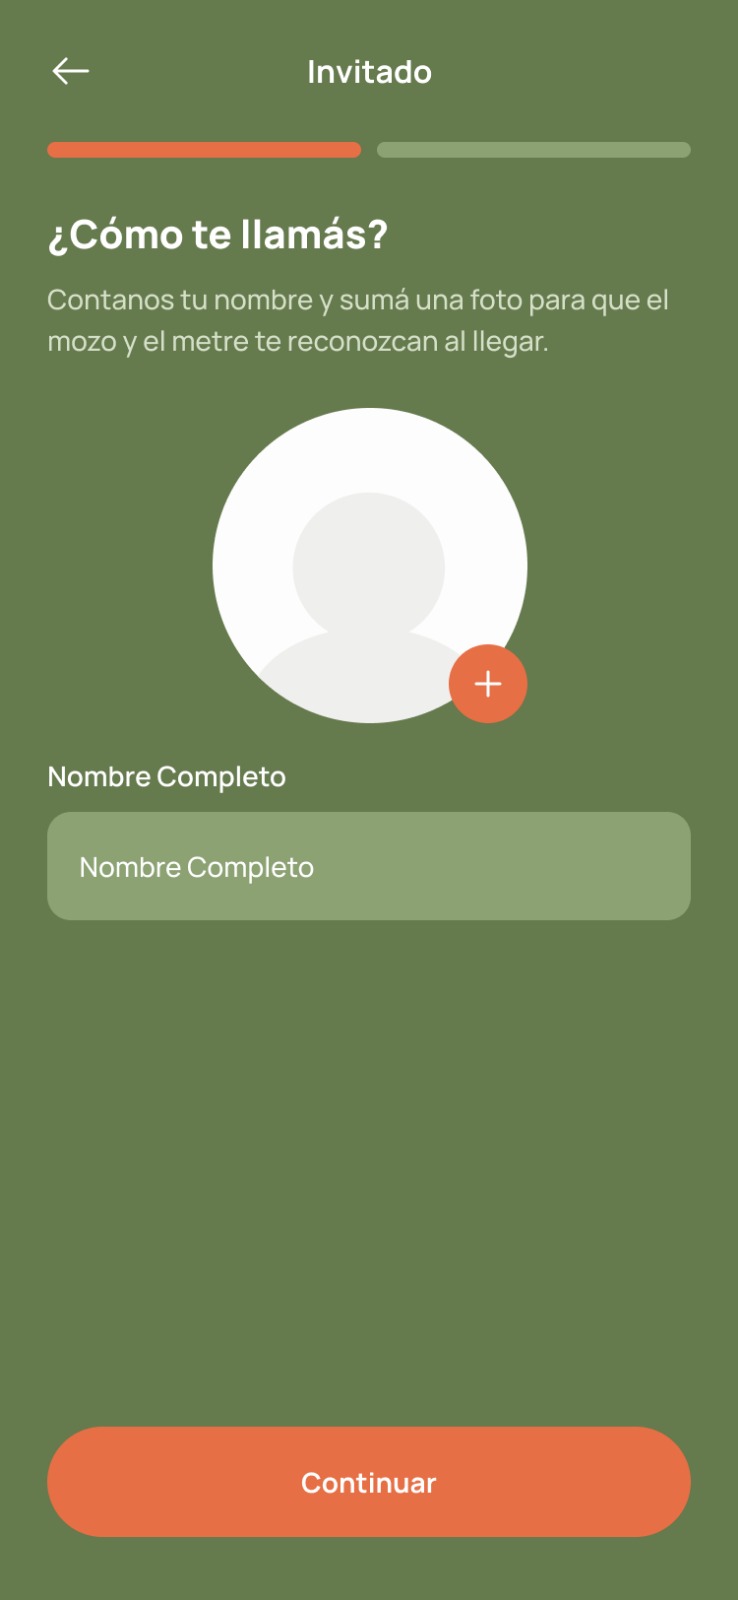 Invitado
¿Cómo te llamás?
Contanos tu nombre y sumá una foto para que el
mozo y el metre te reconozcan al llegar.
Nombre Completo
Nombre Completo
Continuar